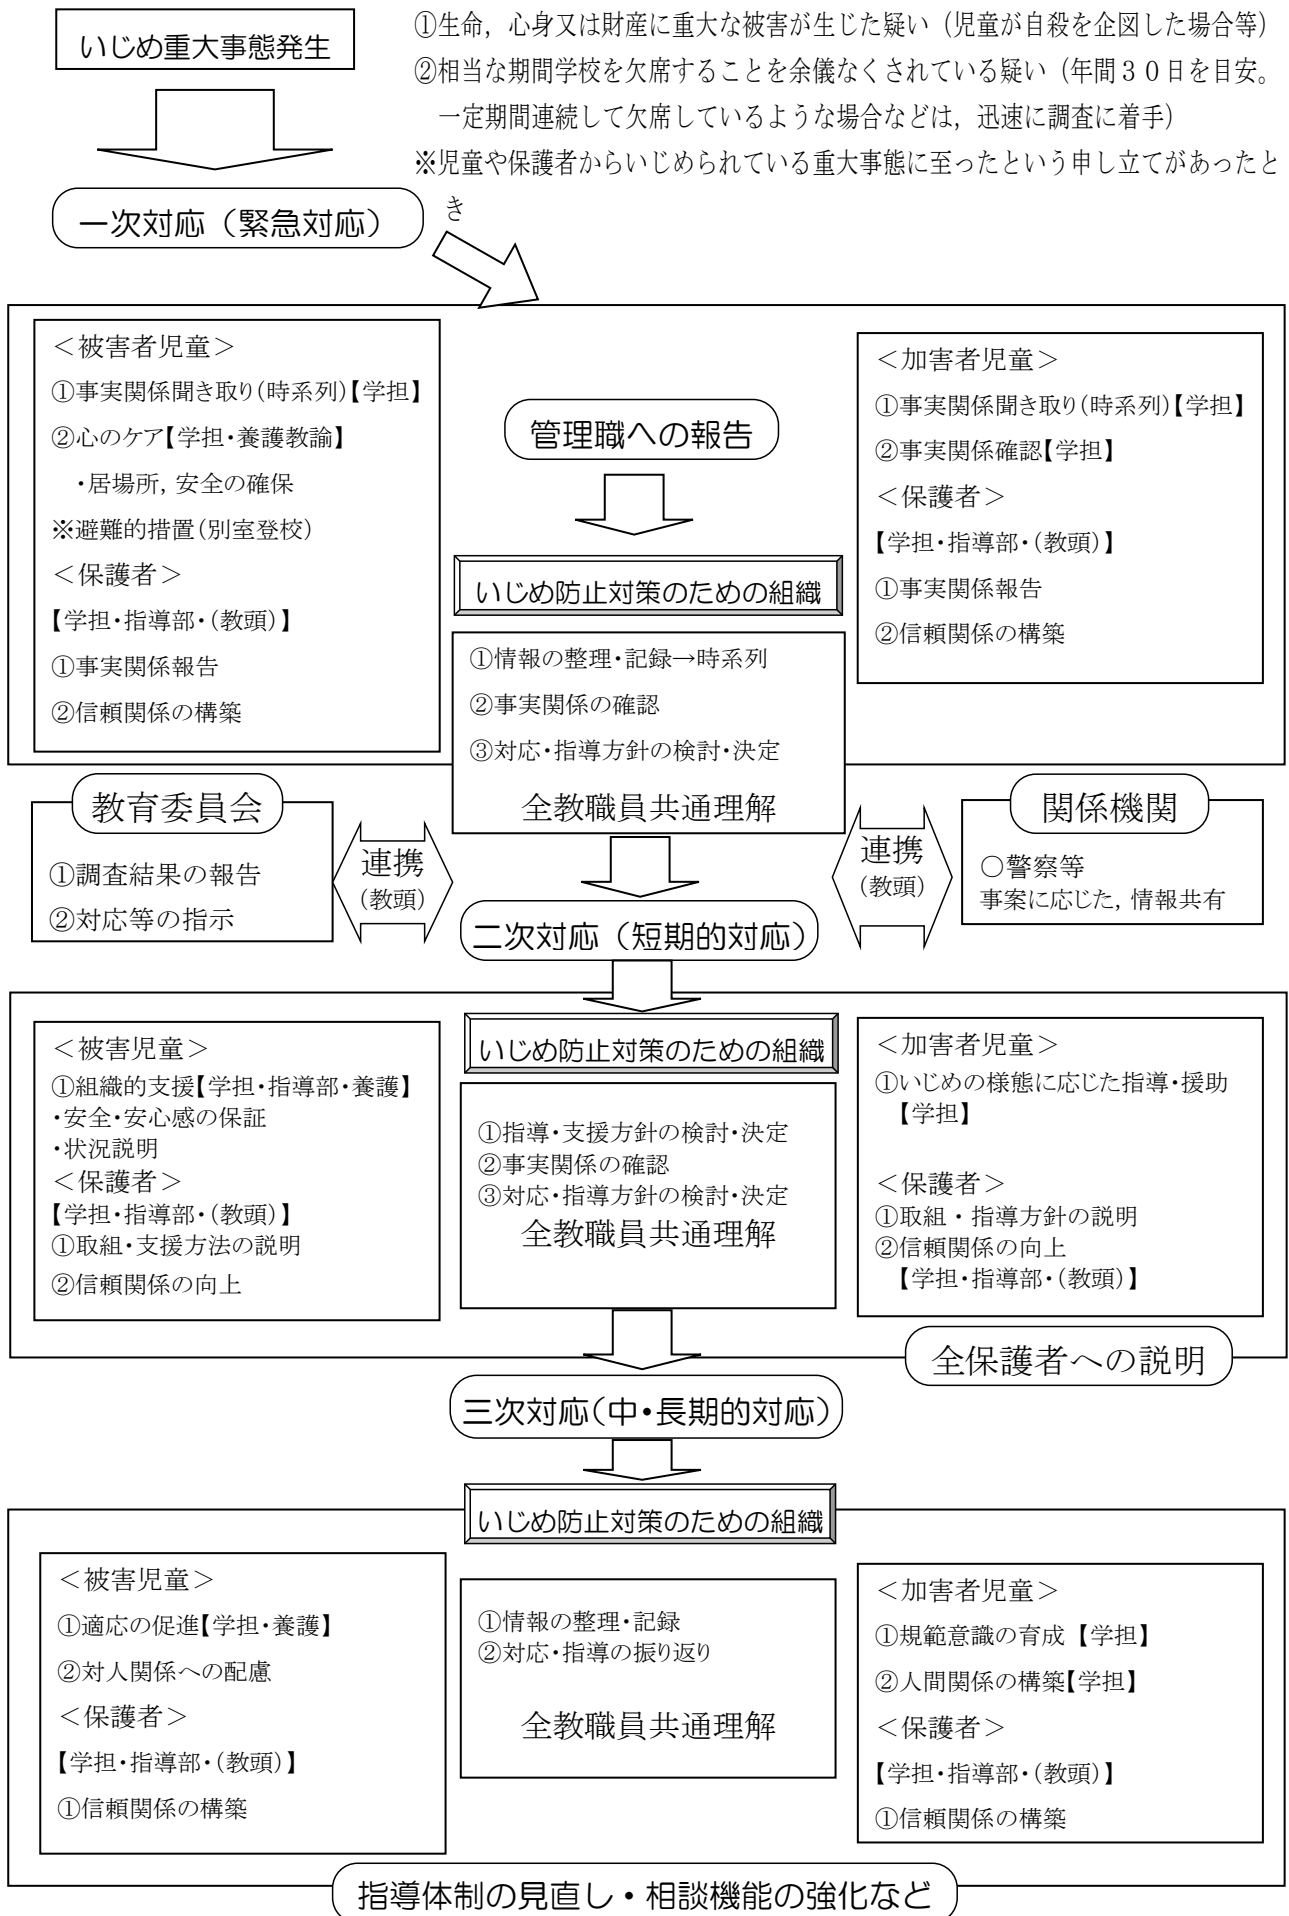 いじめ重大事態発生
①生命，心身又は財産に重大な被害が生じた疑い（児童が自殺を企図した場合等）
②相当な期間学校を欠席することを余儀なくされている疑い（年間３０日を目安。
一定期間連続して欠席しているような場合などは，迅速に調査に着手）
※児童や保護者からいじめられている重大事態に至ったという申し立てがあったと
き
一次対応（緊急対応）
＜被害者児童＞
①事実関係聞き取り（時系列）【学担】
②心のケア【学担・養護教諭】
・居場所，安全の確保
※避難的措置（別室登校）
＜保護者＞
【学担・指導部・（教頭）】
①事実関係報告
②信頼関係の構築
管理職への報告
いじめ防止対策のための組織
①情報の整理・記録→時系列
②事実関係の確認
③対応・指導方針の検討・決定
全教職員共通理解
＜加害者児童＞
①事実関係聞き取り（時系列）【学担】
②事実関係確認【学担】
＜保護者＞
【学担・指導部・（教頭）】
①事実関係報告
②信頼関係の構築
教育委員会
①調査結果の報告
②対応等の指示
連携
（教頭）
連携
（教頭）
関係機関
○警察等
事案に応じた，情報共有
二次対応（短期的対応）
＜被害児童＞
①組織的支援【学担・指導部・養護】
・安全・安心感の保証
・状況説明
＜保護者＞
【学担・指導部・（教頭）】
①取組・支援方法の説明
②信頼関係の向上
いじめ防止対策のための組織
①指導・支援方針の検討・決定
②事実関係の確認
③対応・指導方針の検討・決定
全教職員共通理解
＜加害者児童＞
①いじめの様態に応じた指導・援助
【学担】
＜保護者＞
①取組・指導方針の説明
②信頼関係の向上
【学担・指導部・（教頭）】
全保護者への説明
三次対応（中・長期的対応）
いじめ防止対策のための組織
＜被害児童＞
①適応の促進【学担・養護】
②対人関係への配慮
＜保護者＞
【学担・指導部・（教頭）】
①信頼関係の構築
①情報の整理・記録
②対応・指導の振り返り
全教職員共通理解
＜加害者児童＞
①規範意識の育成【学担】
②人間関係の構築【学担】
＜保護者＞
【学担・指導部・（教頭）】
①信頼関係の構築
指導体制の見直し・相談機能の強化など